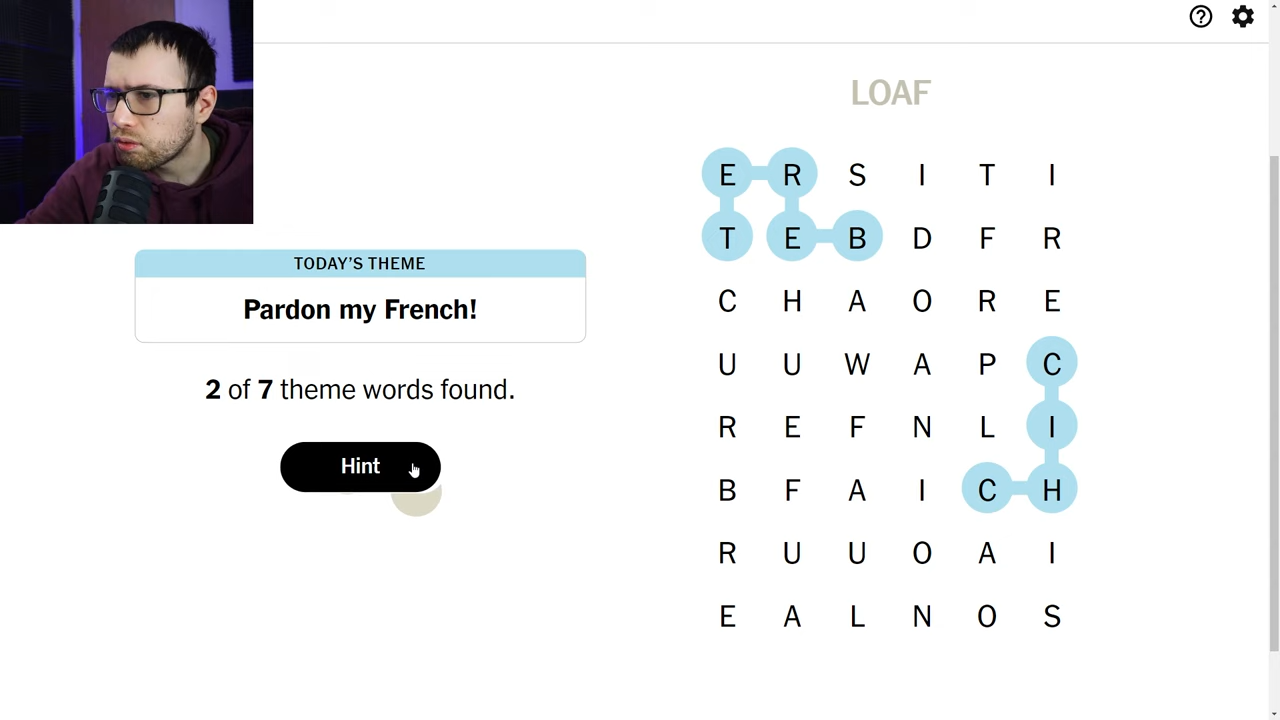 LOAF
TODAY'S THEME
Pardon my French!
2 of 7 theme words found.
Hint
E R S I T I
T E B D F R
C H A O R E
U U W A P C
R E F N L I
B F A I C H
R U U O A I
E A L N O S